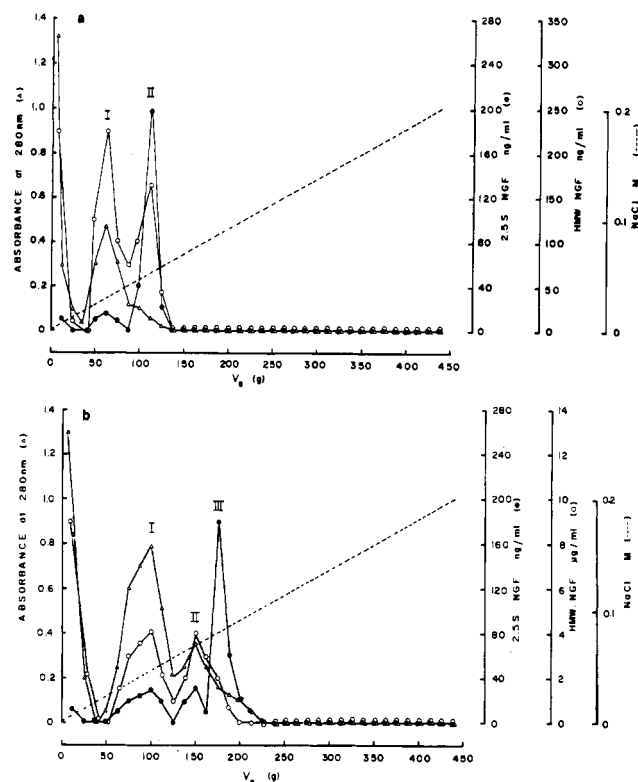 a
1.4
1.2
1.0
0.8
0.6
0.4
0.2
0
ABSORBANCE at 280nm (△)
I
II
280
240
200
160
120
80
40
0
2.5S NGF ng/ml (●)
350
300
250
200
150
100
50
0
HMW NGF ng/ml (○)
0.2
0.1
0
NaCl M (----)
0 50 100 150 200 250 300 350 400 450
Vₑ (g)
b
1.4
1.2
1.0
0.8
0.6
0.4
0.2
0
ABSORBANCE at 280nm (△)
I
II
III
280
240
200
160
120
80
40
0
2.5S NGF ng/ml (●)
14
12
10
8
6
4
2
0
HMW. NGF µg/ml (○)
0.2
0.1
0
NaCl M (----)
0 50 100 150 200 250 300 350 400 450
Vₑ (g)